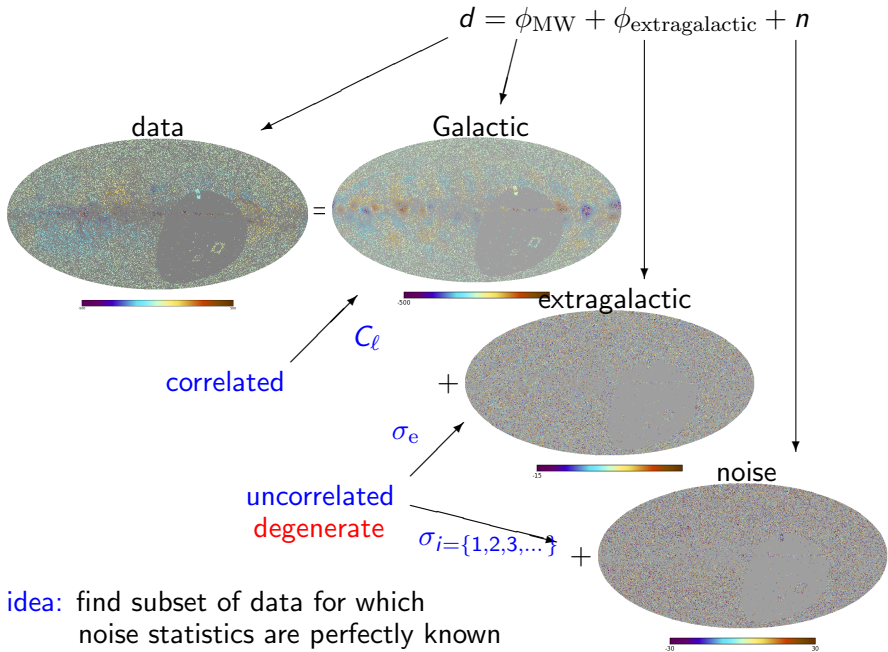 d = ϕ_MW + ϕ_extragalactic + n
data
Galactic
=
-500
extragalactic
C_ℓ
correlated
+
σ_e
-15
noise
uncorrelated
degenerate
σ_i={1,2,3,...}
+
idea: find subset of data for which
noise statistics are perfectly known
-30 30